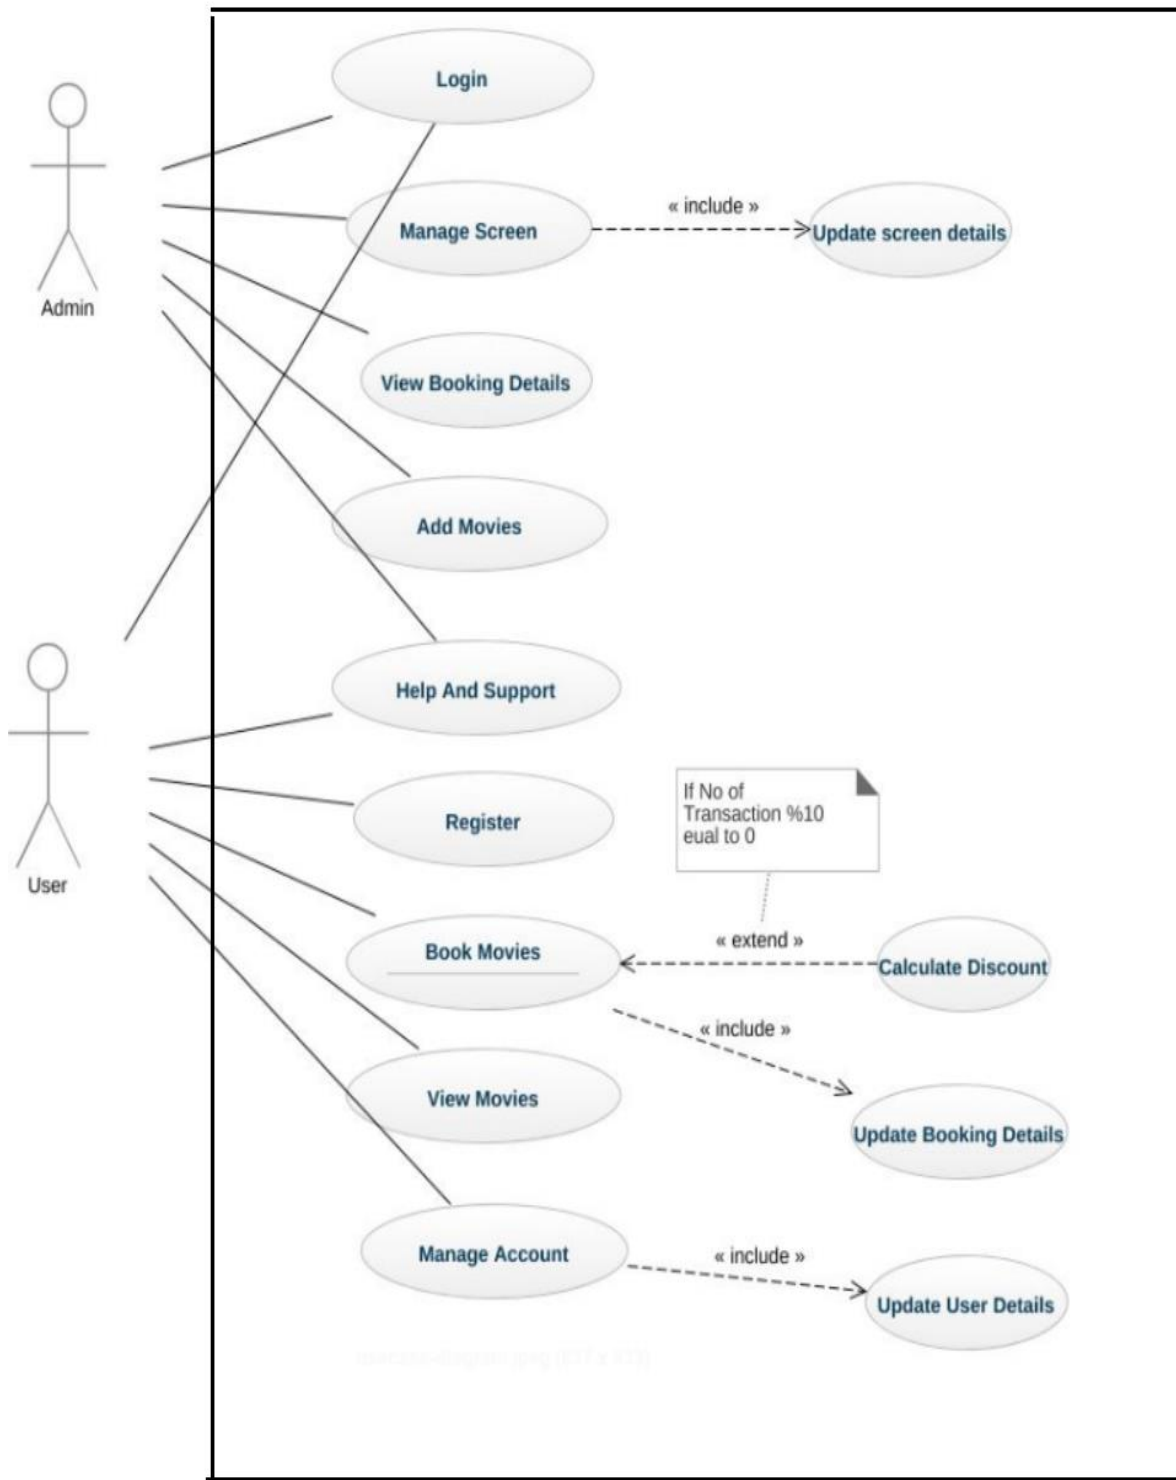 Login
Manage Screen
« include »
Update screen details
Admin
View Booking Details
Add Movies
Help And Support
User
Register
If No of
Transaction %10
eual to 0
Book Movies
« extend »
Calculate Discount
« include »
View Movies
Update Booking Details
Manage Account
« include »
Update User Details